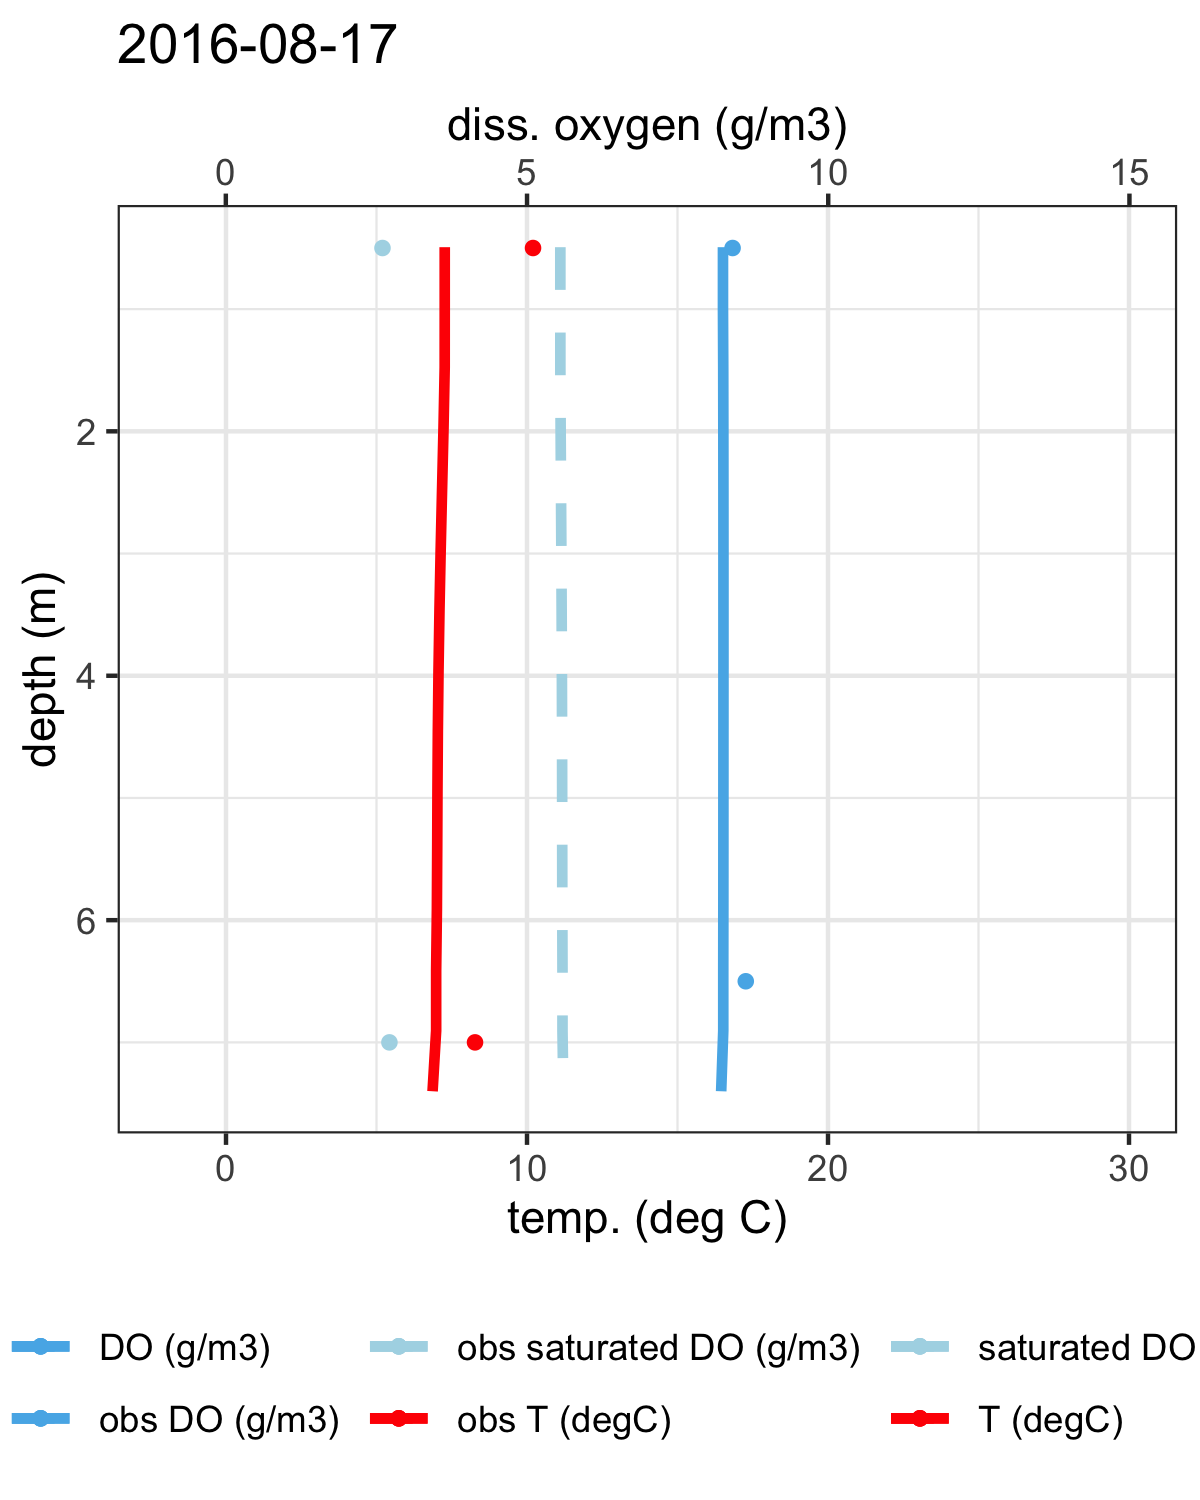 2016-08-17
diss. oxygen (g/m3)
0 5 10 15
2
4
6
depth (m)
0 10 20 30
temp. (deg C)
DO (g/m3) obs saturated DO (g/m3) saturated DO
obs DO (g/m3) obs T (degC) T (degC)